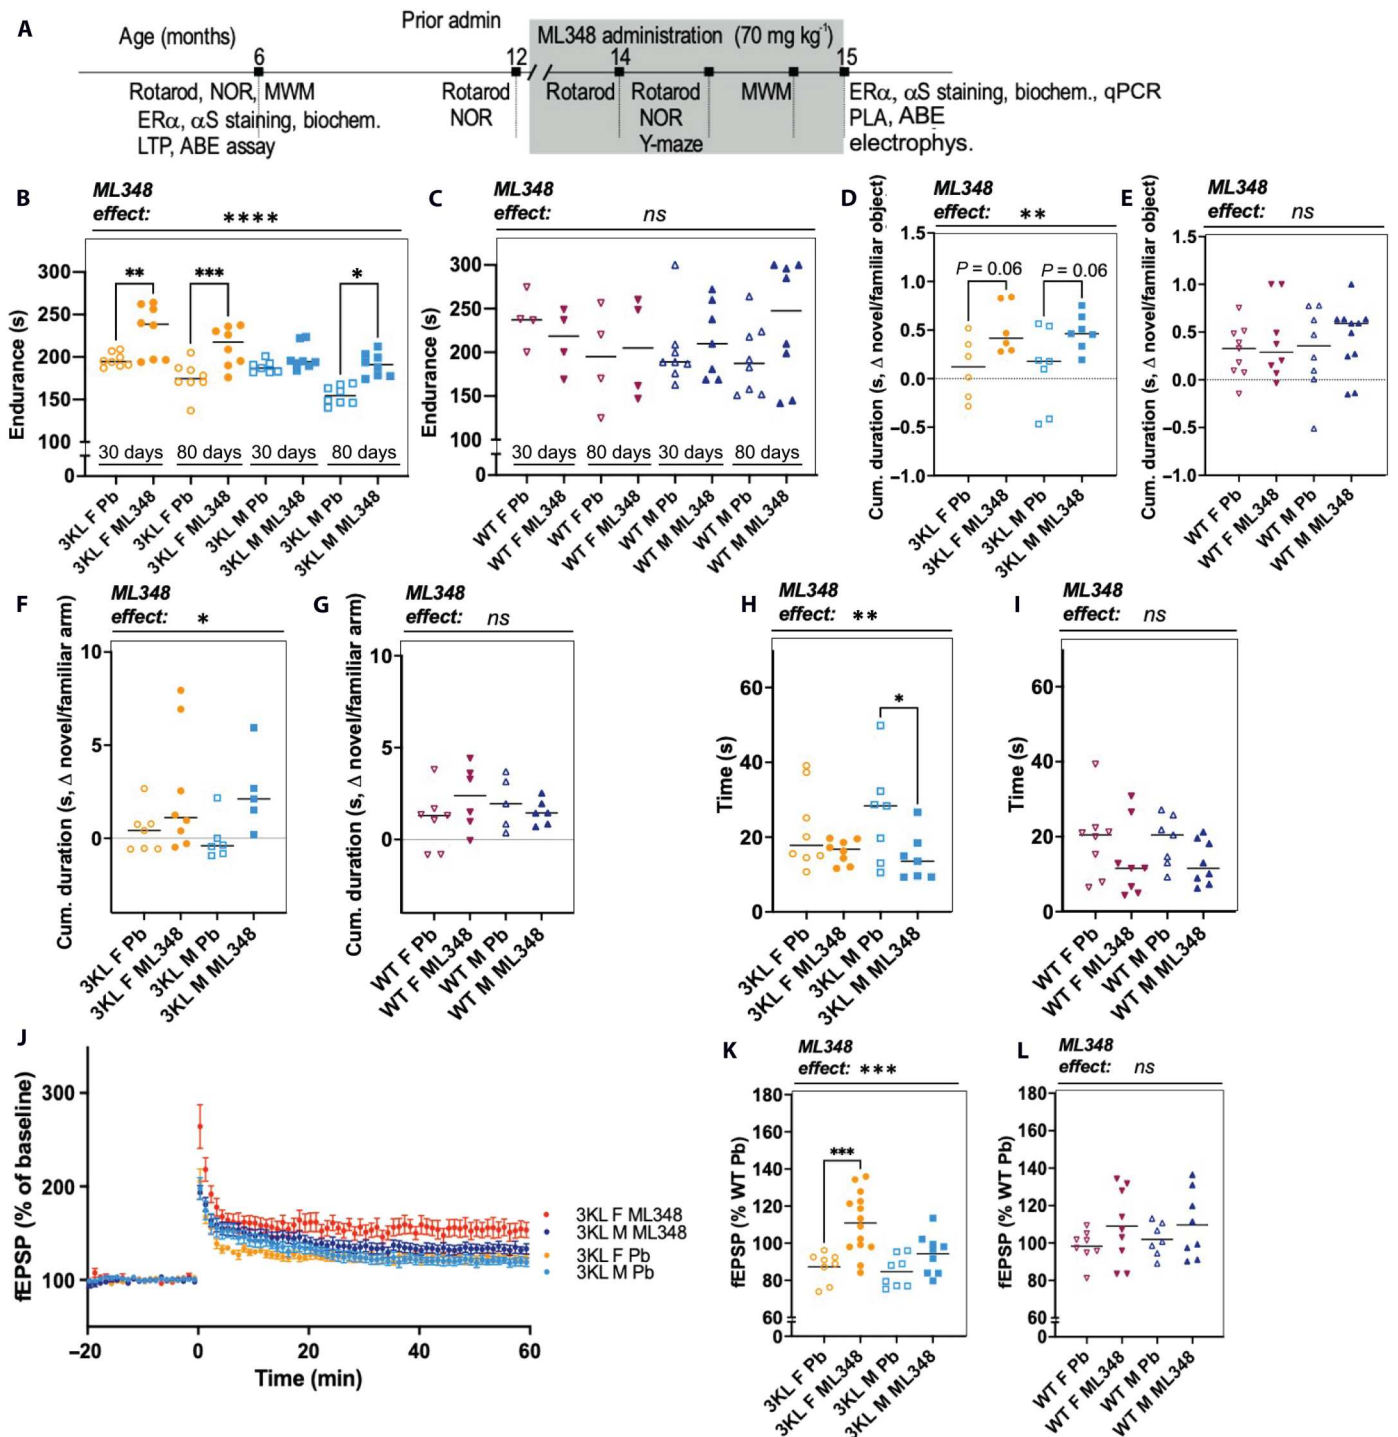 A
Prior admin
Age (months)
ML348 administration (70 mg kg⁻¹)
6
12
14
15
Rotarod, NOR, MWM
ERα, αS staining, biochem.
LTP, ABE assay
Rotarod
NOR
Rotarod
Rotarod
NOR
Y-maze
MWM
ERα, αS staining, biochem., qPCR
PLA, ABE
electrophys.
B
ML348
effect: ****
Endurance (s)
300
250
200
150
100
0
** *** *
30 days 80 days 30 days 80 days
3KL F Pb
3KL F ML348
3KL F Pb
3KL F ML348
3KL M Pb
3KL M ML348
3KL M Pb
3KL M ML348
C
ML348
effect: ns
Endurance (s)
300
250
200
150
100
0
30 days 80 days 30 days 80 days
WT F Pb
WT F ML348
WT F Pb
WT F ML348
WT M Pb
WT M ML348
WT M Pb
WT M ML348
D
ML348
effect: **
Cum. duration (s, Δ novel/familiar object)
1.5
1.0
0.5
0.0
−0.5
−1.0
P = 0.06
P = 0.06
3KL F Pb
3KL F ML348
3KL M Pb
3KL M ML348
E
ML348
effect: ns
Cum. duration (s, Δ novel/familiar object)
1.5
1.0
0.5
0.0
−0.5
−1.0
WT F Pb
WT F ML348
WT M Pb
WT M ML348
F
ML348
effect: *
Cum. duration (s, Δ novel/familiar arm)
10
5
0
3KL F Pb
3KL F ML348
3KL M Pb
3KL M ML348
G
ML348
effect: ns
Cum. duration (s, Δ novel/familiar arm)
10
5
0
WT F Pb
WT F ML348
WT M Pb
WT M ML348
H
ML348
effect: **
Time (s)
60
40
20
0
*
3KL F Pb
3KL F ML348
3KL M Pb
3KL M ML348
I
ML348
effect: ns
Time (s)
60
40
20
0
WT F Pb
WT F ML348
WT M Pb
WT M ML348
J
fEPSP (% of baseline)
300
200
100
−20 0 20 40 60
Time (min)
3KL F ML348
3KL M ML348
3KL F Pb
3KL M Pb
K
ML348
effect: ***
fEPSP (% WT Pb)
180
160
140
120
100
80
60
0
***
3KL F Pb
3KL F ML348
3KL M Pb
3KL M ML348
L
ML348
effect: ns
fEPSP (% WT Pb)
180
160
140
120
100
80
60
0
WT F Pb
WT F ML348
WT M Pb
WT M ML348